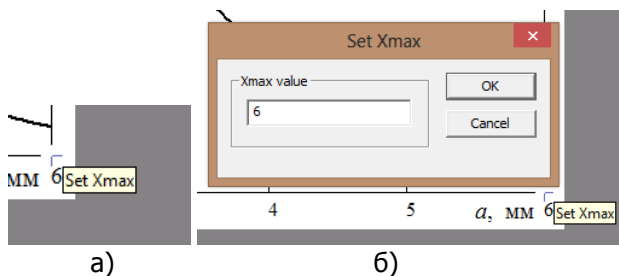 мм 6 Set Xmax
а)
Set Xmax
Xmax value
6
OK
Cancel
4 5 a, мм 6 Set Xmax
б)